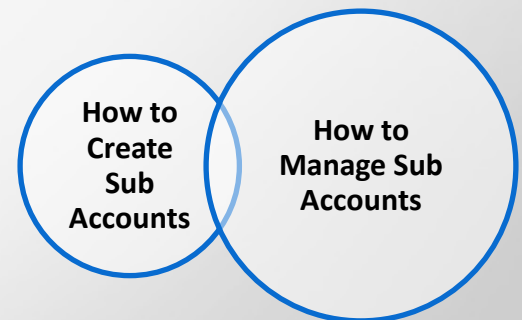 How to
Create
Sub
Accounts
How to
Manage Sub
Accounts